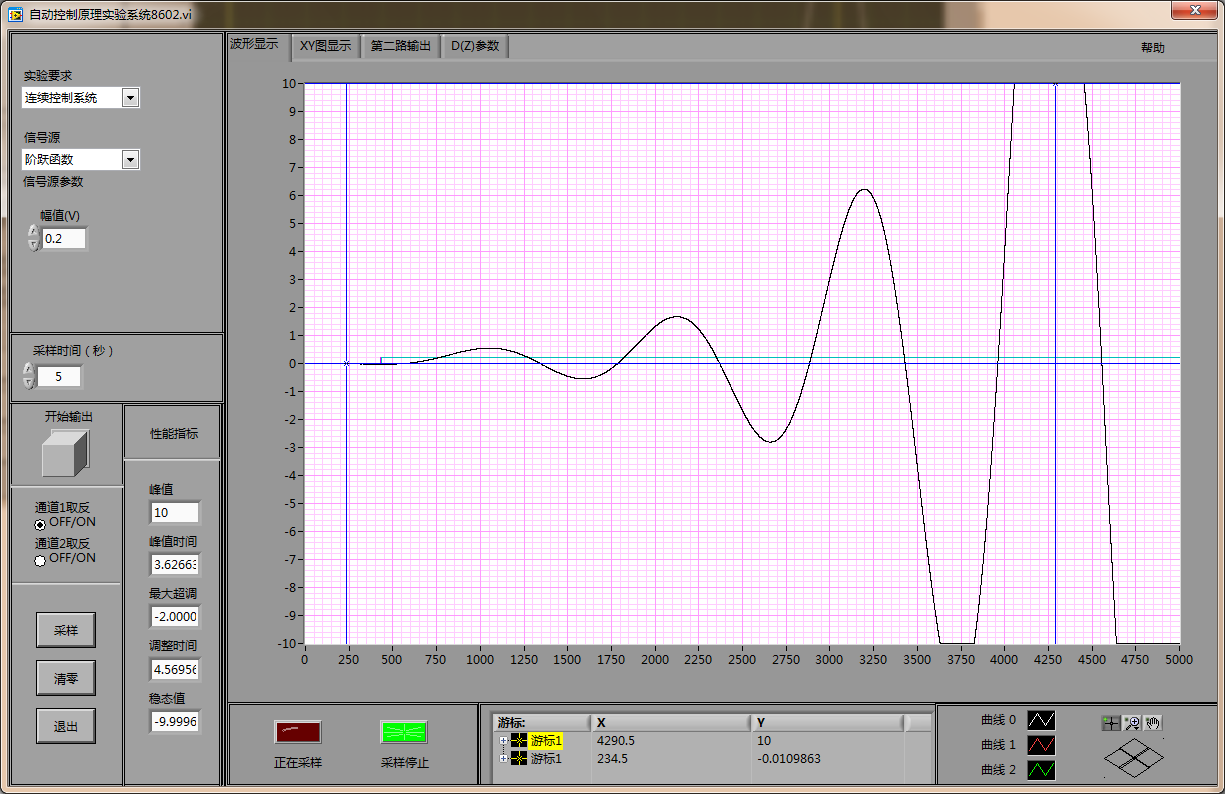 自动控制原理实验系统8602.vi
波形显示
XY图显示
第二路输出
D(Z)参数
帮助
实验要求
连续控制系统
信号源
阶跃函数
信号源参数
幅值(V)
0.2
采样时间（秒）
5
开始输出
通道1取反
OFF/ON
通道2取反
OFF/ON
采样
清零
退出
性能指标
峰值
10
峰值时间
3.6266
最大超调
-2.0000
调整时间
4.5695
稳态值
-9.9996
10
9
8
7
6
5
4
3
2
1
0
-1
-2
-3
-4
-5
-6
-7
-8
-9
-10
0 250 500 750 1000 1250 1500 1750 2000 2250 2500 2750 3000 3250 3500 3750 4000 4250 4500 4750 5000
正在采样
采样停止
游标: X Y
游标1 4290.5 10
游标1 234.5 -0.0109863
曲线 0
曲线 1
曲线 2